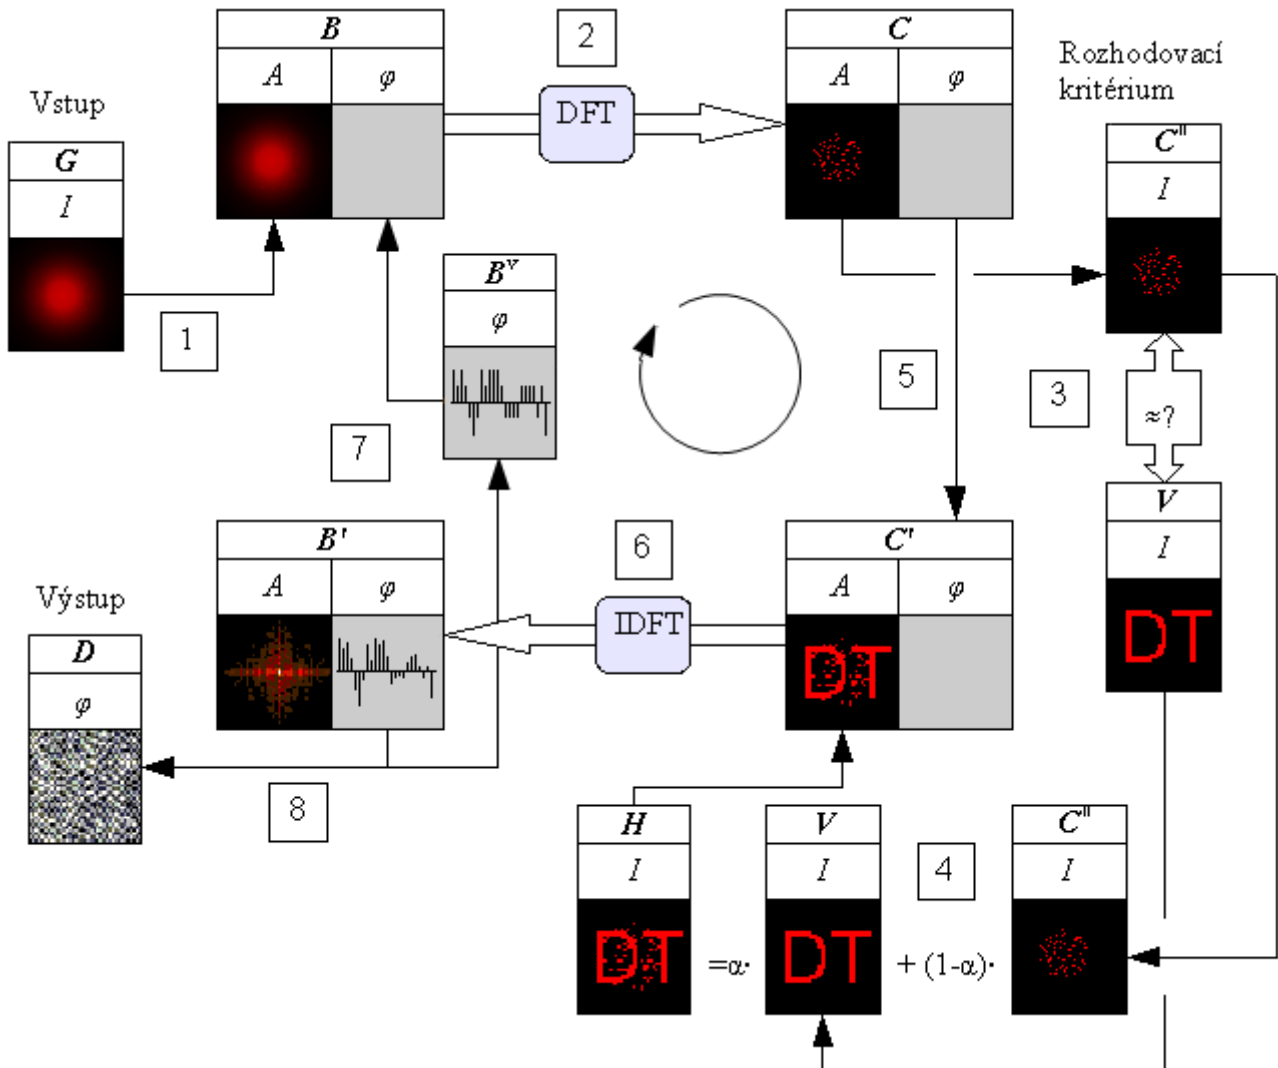 B
A φ
2
DFT
C
A φ
Rozhodovací
kritérium
C"
I
Vstup
G
I
1
B^v
φ
7
5
3
≈?
V
I
DT
B'
A φ
6
IDFT
C'
A φ
DT
Výstup
D
φ
8
H
I
DT
=α·
V
I
DT
4
+ (1-α)·
C"
I